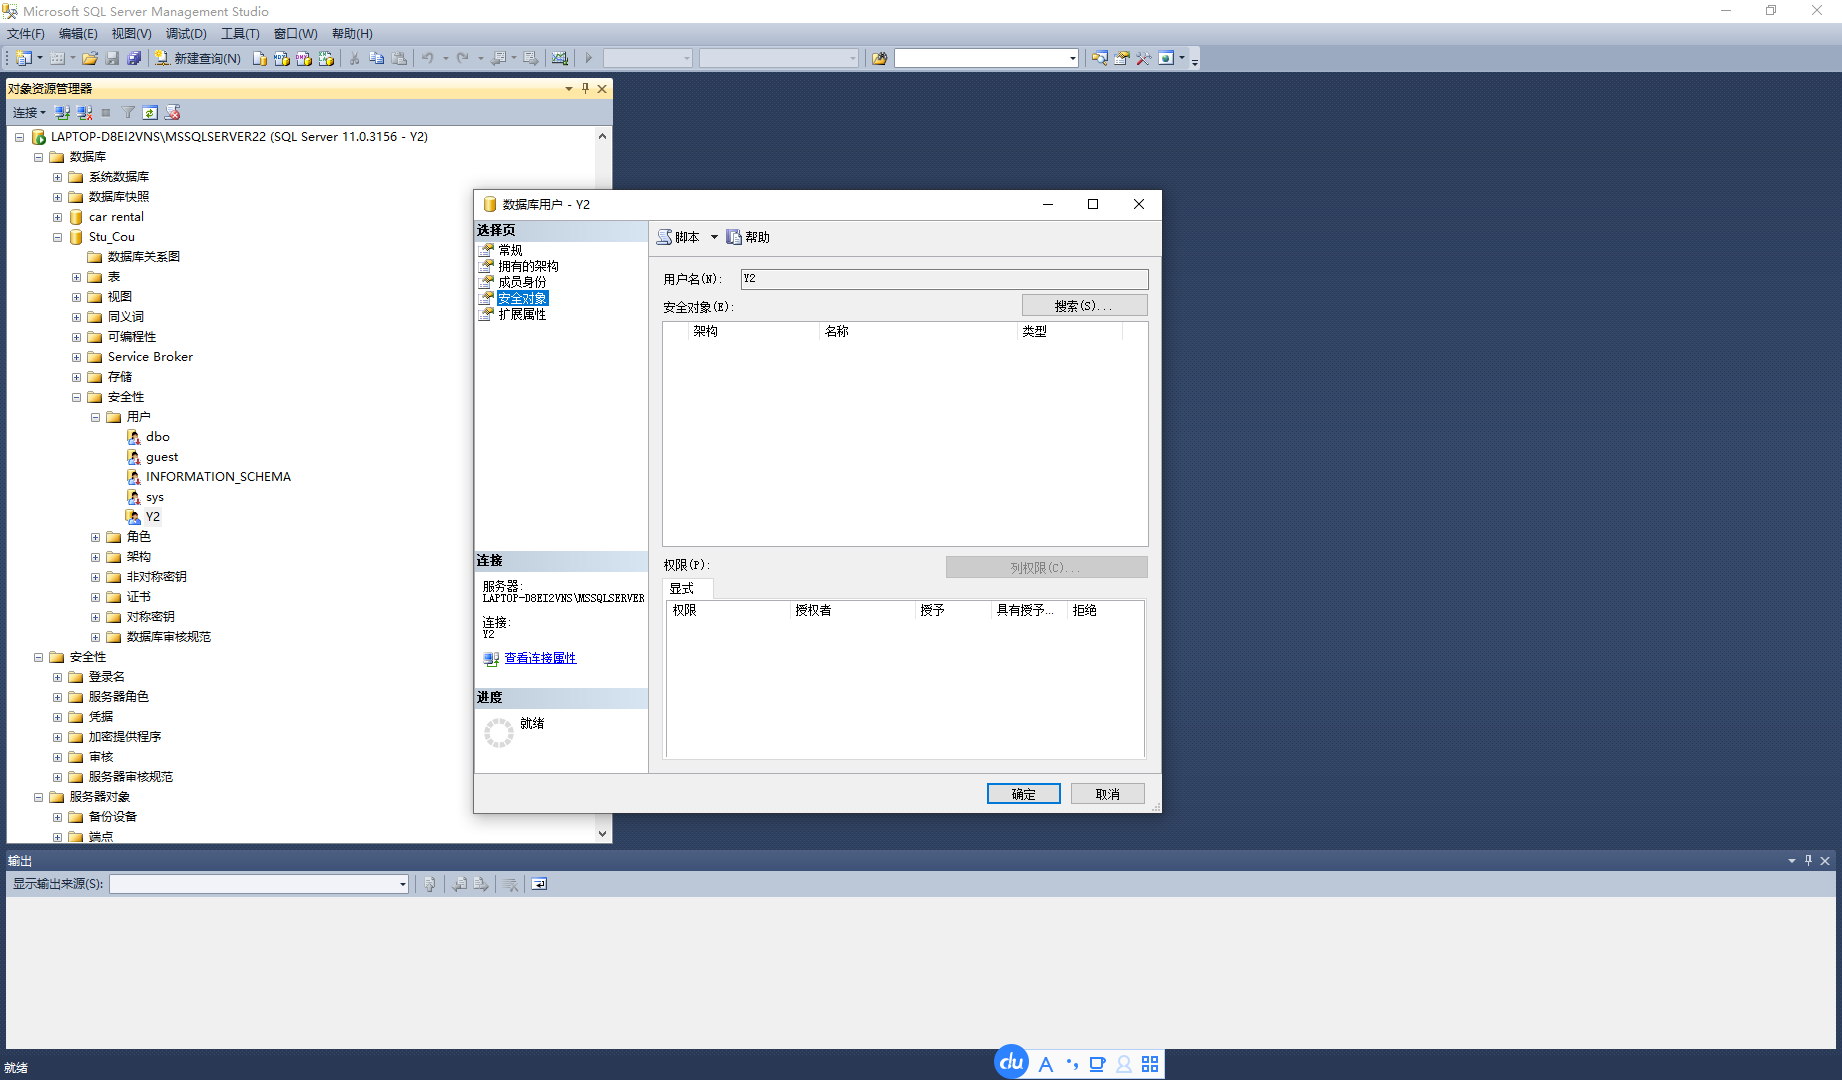 Microsoft SQL Server Management Studio
文件(F) 编辑(E) 视图(V) 调试(D) 工具(T) 窗口(W) 帮助(H)
新建查询(N)
对象资源管理器
连接
LAPTOP-D8EI2VNS\MSSQLSERVER22 (SQL Server 11.0.3156 - Y2)
数据库
系统数据库
数据库快照
car rental
Stu_Cou
数据库关系图
表
视图
同义词
可编程性
Service Broker
存储
安全性
用户
dbo
guest
INFORMATION_SCHEMA
sys
Y2
角色
架构
非对称密钥
证书
对称密钥
数据库审核规范
安全性
登录名
服务器角色
凭据
加密提供程序
审核
服务器审核规范
服务器对象
备份设备
端点
数据库用户 - Y2
选择页
常规
拥有的架构
成员身份
安全对象
扩展属性
连接
服务器:
LAPTOP-D8EI2VNS\MSSQLSERVER
连接:
Y2
查看连接属性
进度
就绪
脚本 帮助
用户名(N): Y2
安全对象(E): 搜索(S)...
架构 名称 类型
权限(P): 列权限(C)...
显式
权限 授权者 授予 具有授予... 拒绝
确定 取消
输出
显示输出来源(S):
就绪
du A